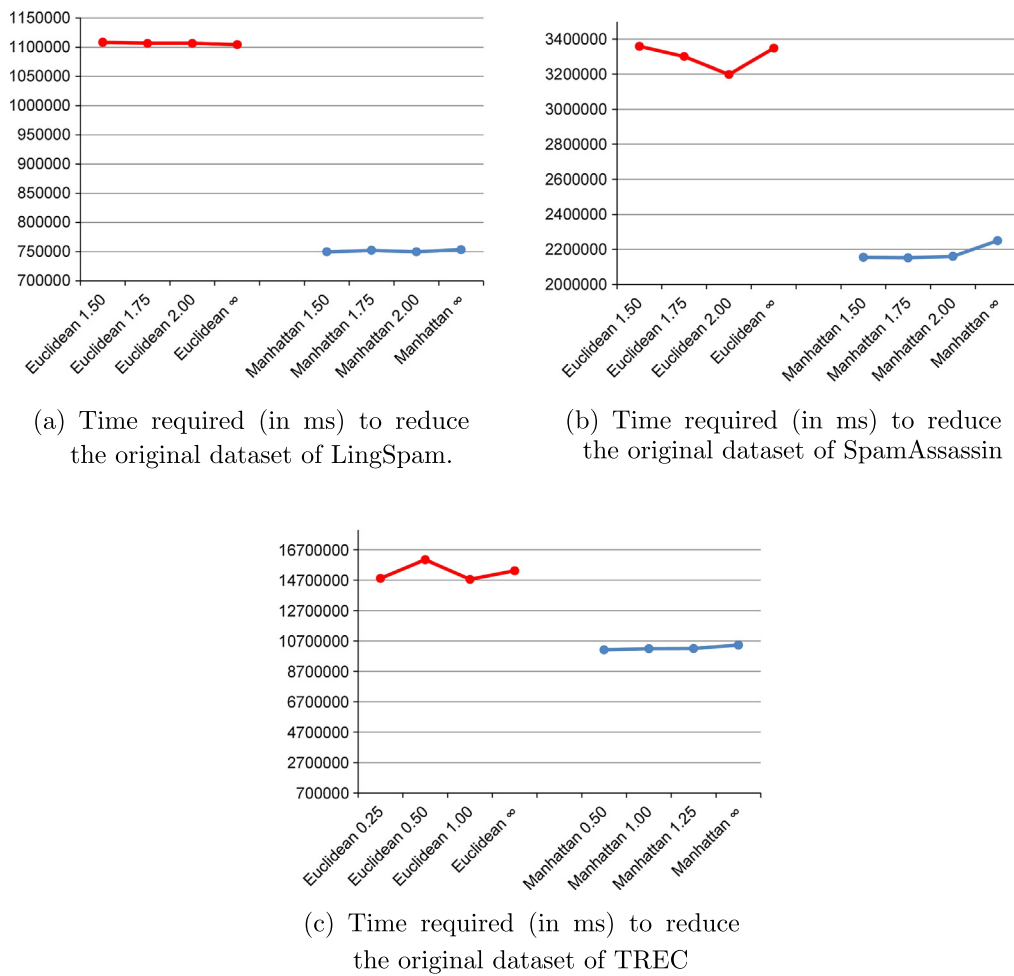 1150000
1100000
1050000
1000000
950000
900000
850000
800000
750000
700000
Euclidean 1.50
Euclidean 1.75
Euclidean 2.00
Euclidean ∞
Manhattan 1.50
Manhattan 1.75
Manhattan 2.00
Manhattan ∞
(a) Time required (in ms) to reduce
the original dataset of LingSpam.
3400000
3200000
3000000
2800000
2600000
2400000
2200000
2000000
Euclidean 1.50
Euclidean 1.75
Euclidean 2.00
Euclidean ∞
Manhattan 1.50
Manhattan 1.75
Manhattan 2.00
Manhattan ∞
(b) Time required (in ms) to reduce
the original dataset of SpamAssassin
16700000
14700000
12700000
10700000
8700000
6700000
4700000
2700000
700000
Euclidean 0.25
Euclidean 0.50
Euclidean 1.00
Euclidean ∞
Manhattan 0.50
Manhattan 1.00
Manhattan 1.25
Manhattan ∞
(c) Time required (in ms) to reduce
the original dataset of TREC